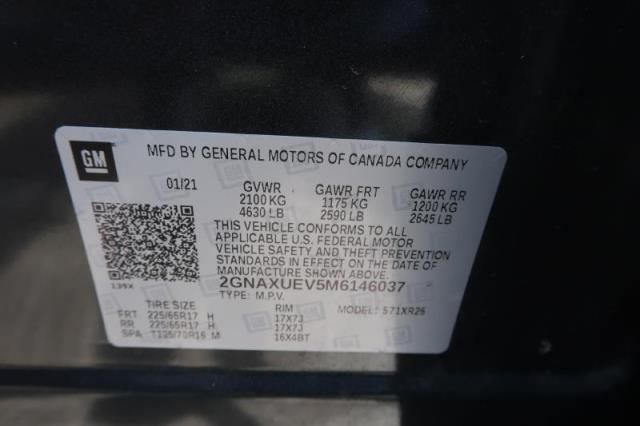 GM
MFD BY GENERAL MOTORS OF CANADA COMPANY
01/21 GVWR GAWR FRT GAWR RR
2100 KG 1175 KG 1200 KG
4630 LB 2590 LB 2645 LB
THIS VEHICLE CONFORMS TO ALL
APPLICABLE U.S. FEDERAL MOTOR
VEHICLE SAFETY AND THEFT PREVENTION
STANDARDS IN EFFECT ON THE DATE OF
MANUFACTURE SHOWN ABOVE.
139X 2GNAXUEV5M6146037
TYPE: M.P.V. MODEL: 571XR26
TIRE SIZE RIM
FRT 225/65R17 H 17X7J
RR 225/65R17 H 17X7J
SPA T135/70R16 M 16X4BT